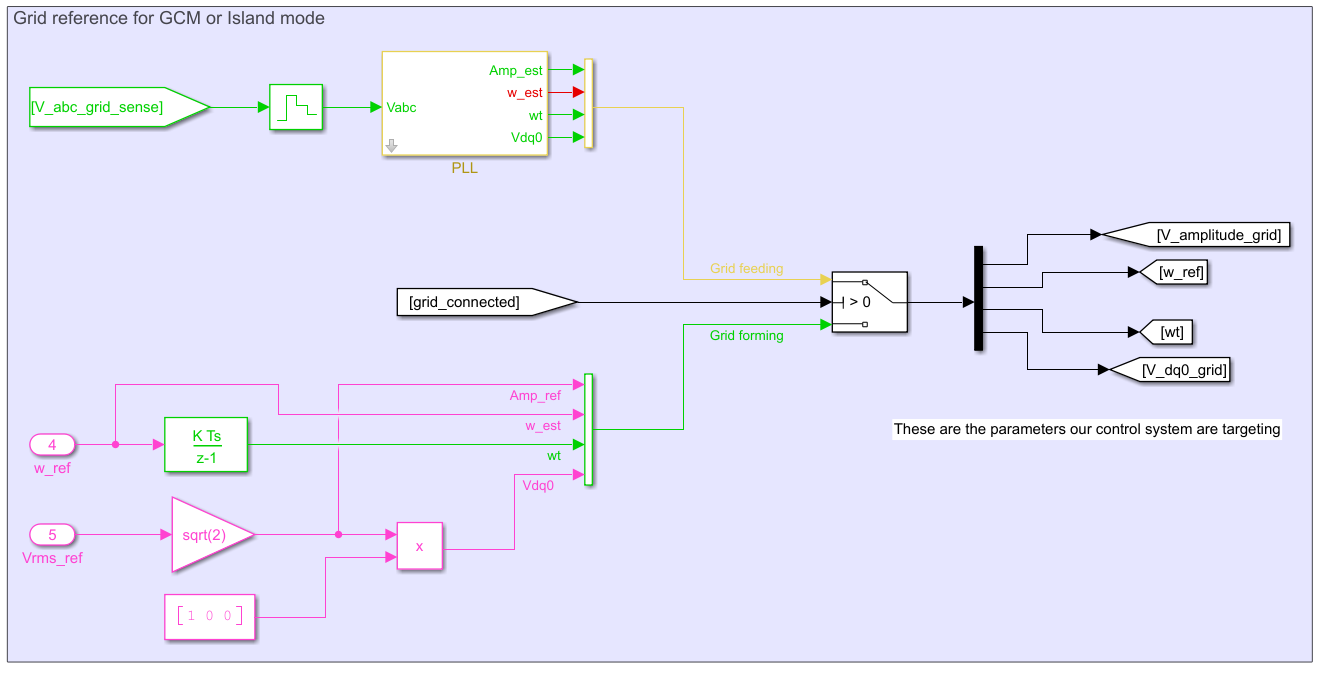 Grid reference for GCM or Island mode
[V_abc_grid_sense]
Vabc
Amp_est
w_est
wt
Vdq0
PLL
Grid feeding
[grid_connected]
> 0
Grid forming
[V_amplitude_grid]
[w_ref]
[wt]
[V_dq0_grid]
These are the parameters our control system are targeting
4
w_ref
K Ts
z-1
Amp_ref
w_est
wt
Vdq0
5
Vrms_ref
sqrt(2)
x
[1 0 0]